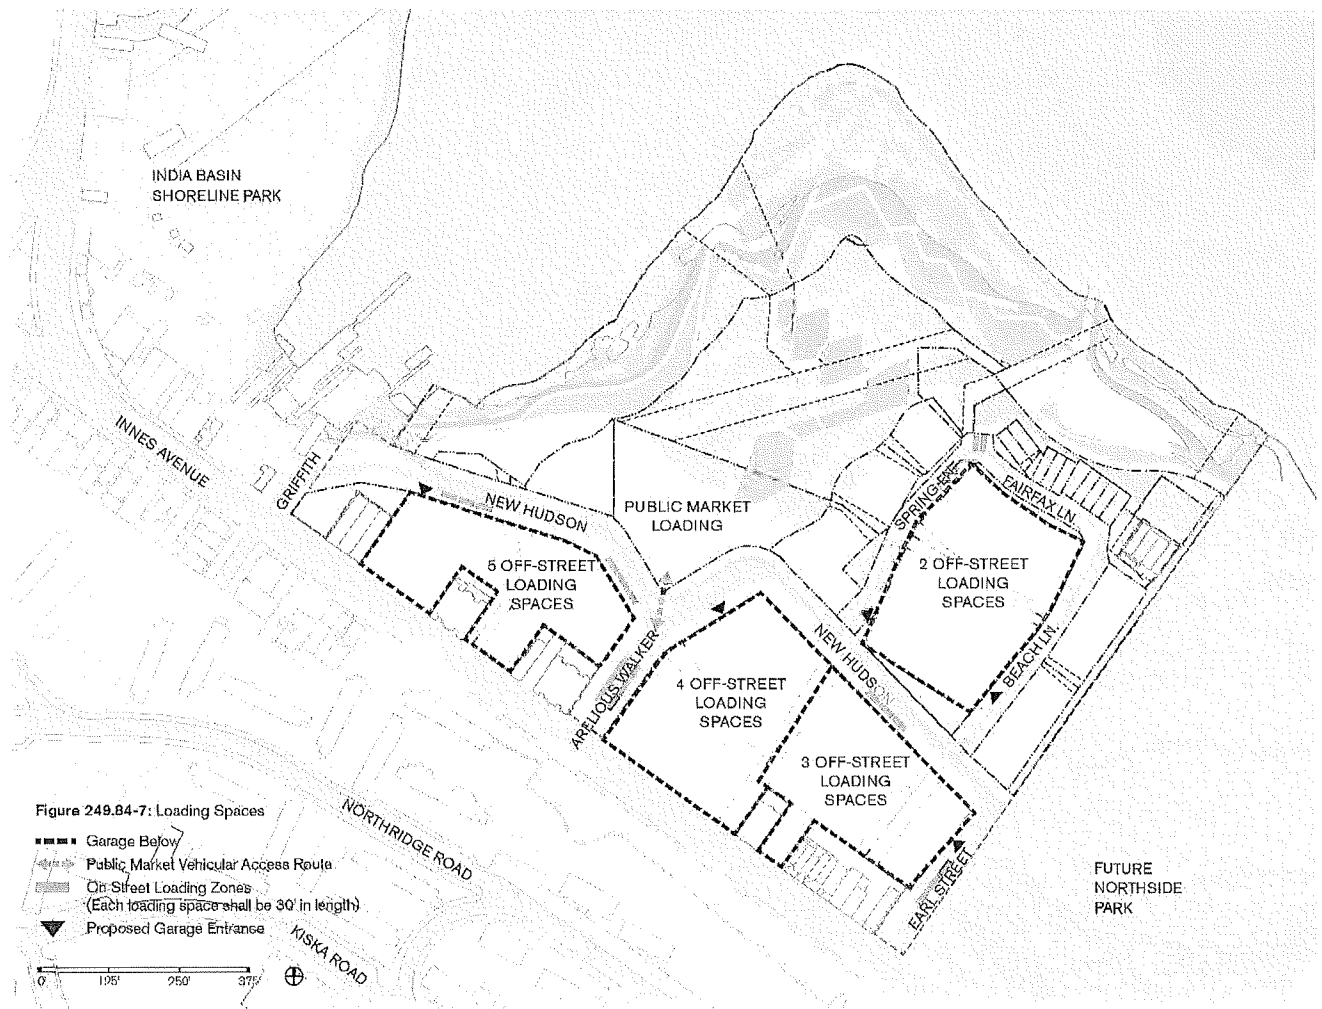 INDIA BASIN
SHORELINE PARK
INNES AVENUE
GRIFFITH
NEW HUDSON
PUBLIC MARKET
LOADING
SPRING LN.
FAIRFAX LN.
5 OFF-STREET
LOADING
SPACES
2 OFF-STREET
LOADING
SPACES
ARELIOUS WALKER
4 OFF-STREET
LOADING
SPACES
NEW HUDSON
BEACH LN.
3 OFF-STREET
LOADING
SPACES
EARL STREET
FUTURE
NORTHSIDE
PARK
NORTHRIDGE ROAD
KISKA ROAD
Figure 249.84-7: Loading Spaces
Garage Below
Public Market Vehicular Access Route
On Street Loading Zones
(Each loading space shall be 30' in length)
Proposed Garage Entrance
0' 125' 250' 375'